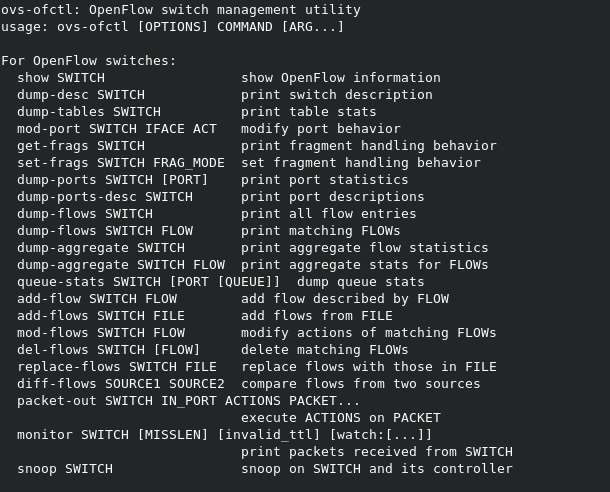 ovs-ofctl: OpenFlow switch management utility
usage: ovs-ofctl [OPTIONS] COMMAND [ARG...]

For OpenFlow switches:
  show SWITCH                 show OpenFlow information
  dump-desc SWITCH            print switch description
  dump-tables SWITCH          print table stats
  mod-port SWITCH IFACE ACT   modify port behavior
  get-frags SWITCH            print fragment handling behavior
  set-frags SWITCH FRAG_MODE  set fragment handling behavior
  dump-ports SWITCH [PORT]    print port statistics
  dump-ports-desc SWITCH      print port descriptions
  dump-flows SWITCH           print all flow entries
  dump-flows SWITCH FLOW      print matching FLOWs
  dump-aggregate SWITCH       print aggregate flow statistics
  dump-aggregate SWITCH FLOW  print aggregate stats for FLOWs
  queue-stats SWITCH [PORT [QUEUE]]  dump queue stats
  add-flow SWITCH FLOW        add flow described by FLOW
  add-flows SWITCH FILE       add flows from FILE
  mod-flows SWITCH FLOW       modify actions of matching FLOWs
  del-flows SWITCH [FLOW]     delete matching FLOWs
  replace-flows SWITCH FILE   replace flows with those in FILE
  diff-flows SOURCE1 SOURCE2  compare flows from two sources
  packet-out SWITCH IN_PORT ACTIONS PACKET...
                              execute ACTIONS on PACKET
  monitor SWITCH [MISSLEN] [invalid_ttl] [watch:[...]]
                              print packets received from SWITCH
  snoop SWITCH                snoop on SWITCH and its controller